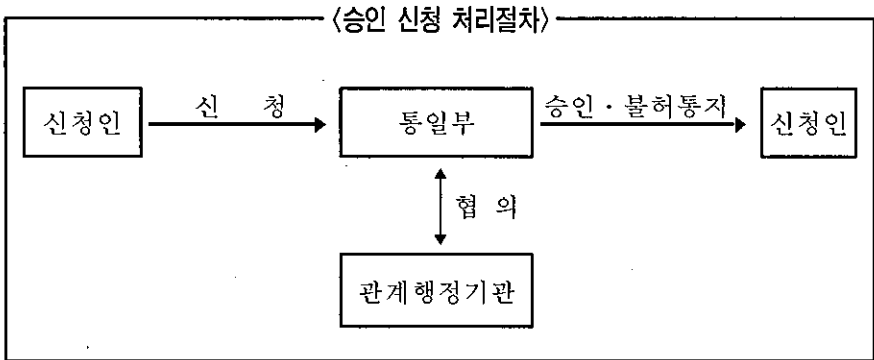 〈승인 신청 처리절차〉
신청인
신 청
통일부
승인·불허통지
신청인
협 의
관계행정기관